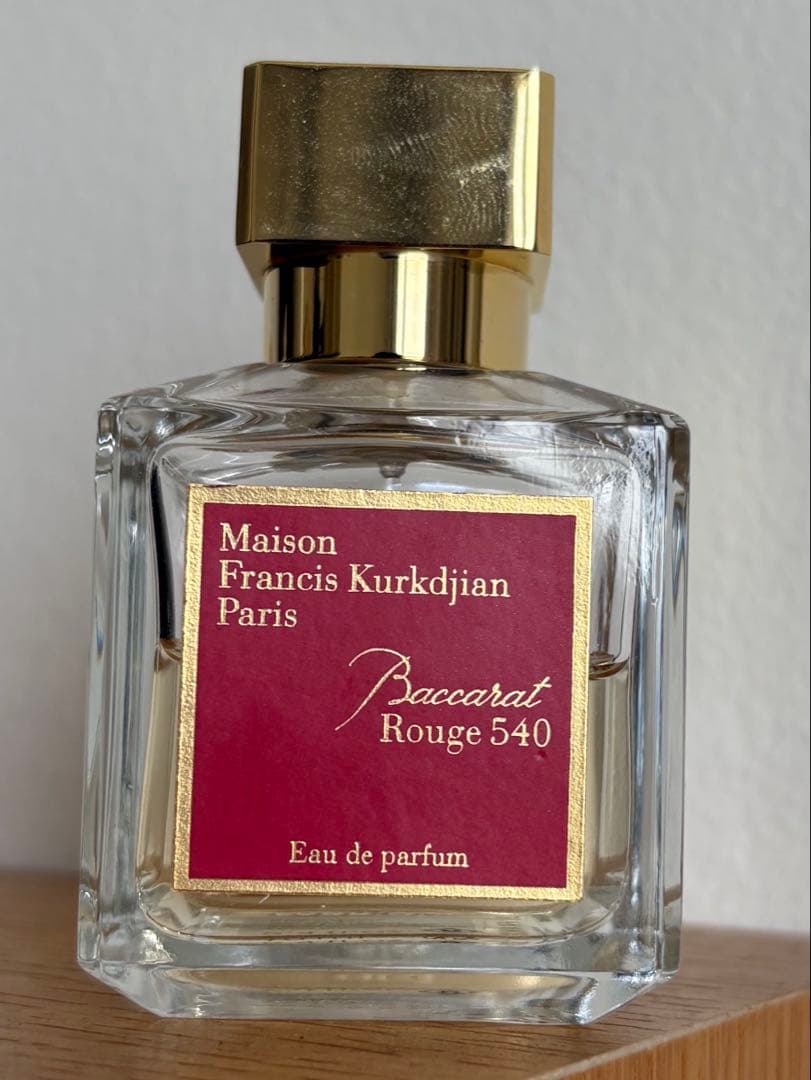 Maison
Francis Kurkdjian
Paris
Baccarat
Rouge 540
Eau de parfum